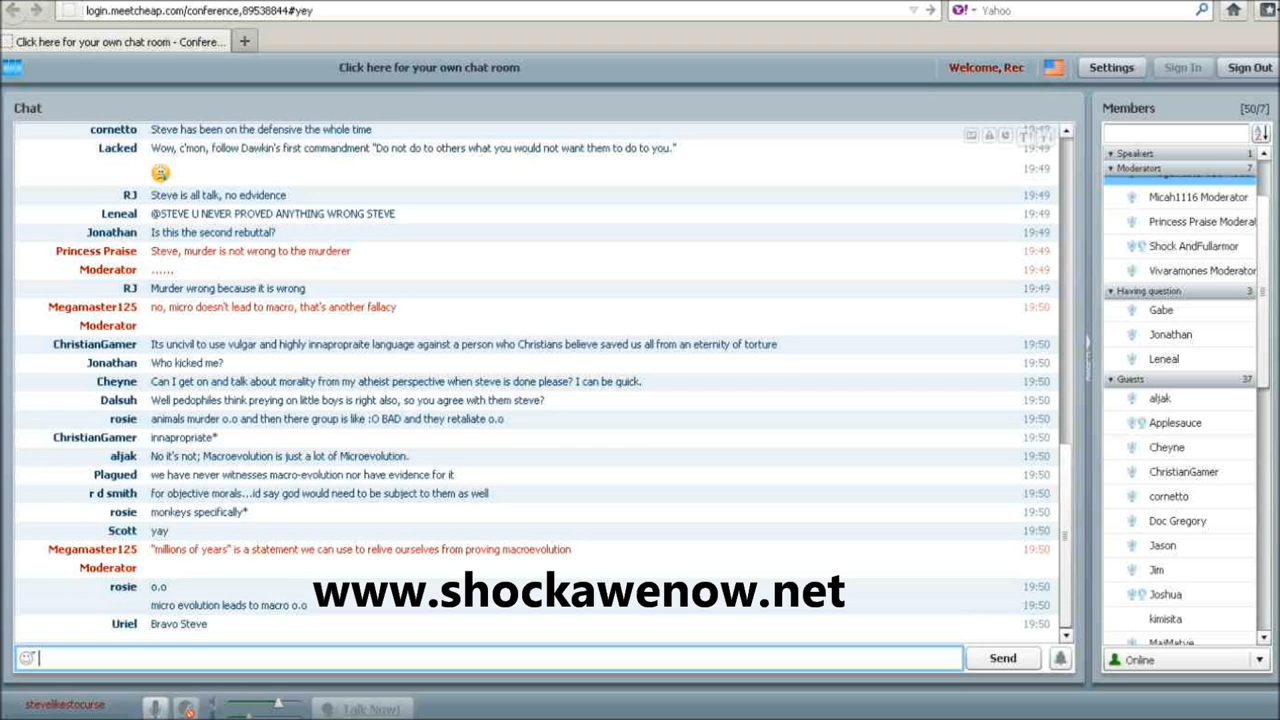 login.meetcheap.com/conference,89538844#yey
Yahoo
Click here for your own chat room - Confere...
Click here for your own chat room
Welcome, Rec
Settings
Sign In
Sign Out
Chat
Members
[50/?]
cornetto Steve has been on the defensive the whole time 19:49
Lacked Wow, c'mon, follow Dawkin's first commandment "Do not do to others what you would not want them to do to you." 19:49
19:49
RJ Steve is all talk, no edvidence 19:49
Leneal @STEVE U NEVER PROVED ANYTHING WRONG STEVE 19:49
Jonathan Is this the second rebuttal? 19:49
Princess Praise Steve, murder is not wrong to the murderer 19:49
Moderator ...... 19:49
RJ Murder wrong because it is wrong 19:49
Megamaster125 no, micro doesn't lead to macro, that's another fallacy 19:50
Moderator
ChristianGamer Its uncivil to use vulgar and highly innapropraite language against a person who Christians believe saved us all from an eternity of torture 19:50
Jonathan Who kicked me? 19:50
Cheyne Can I get on and talk about morality from my atheist perspective when steve is done please? I can be quick. 19:50
Dalsuh Well pedophiles think preying on little boys is right also, so you agree with them steve? 19:50
rosie animals murder o.o and then there group is like :O BAD and they retaliate o.o 19:50
ChristianGamer innapropriate* 19:50
aljak No it's not; Macroevolution is just a lot of Microevolution. 19:50
Plagued we have never witnesses macro-evolution nor have evidence for it 19:50
r d smith for objective morals...id say god would need to be subject to them as well 19:50
rosie monkeys specifically* 19:50
Scott yay 19:50
Megamaster125 "millions of years" is a statement we can use to relive ourselves from proving macroevolution 19:50
Moderator
rosie o.o 19:50
micro evolution leads to macro o.o 19:50
Uriel Bravo Steve 19:50
www.shockawenow.net
Send
Speakers 1
Moderators 7
Micah1116 Moderator
Princess Praise Moderat
Shock AndFullarmor
Vivaramones Moderator
Having question 3
Gabe
Jonathan
Leneal
Guests 37
aljak
Applesauce
Cheyne
ChristianGamer
cornetto
Doc Gregory
Jason
Jim
Joshua
kimisita
Online
stevelikestocurse
Talk Now!